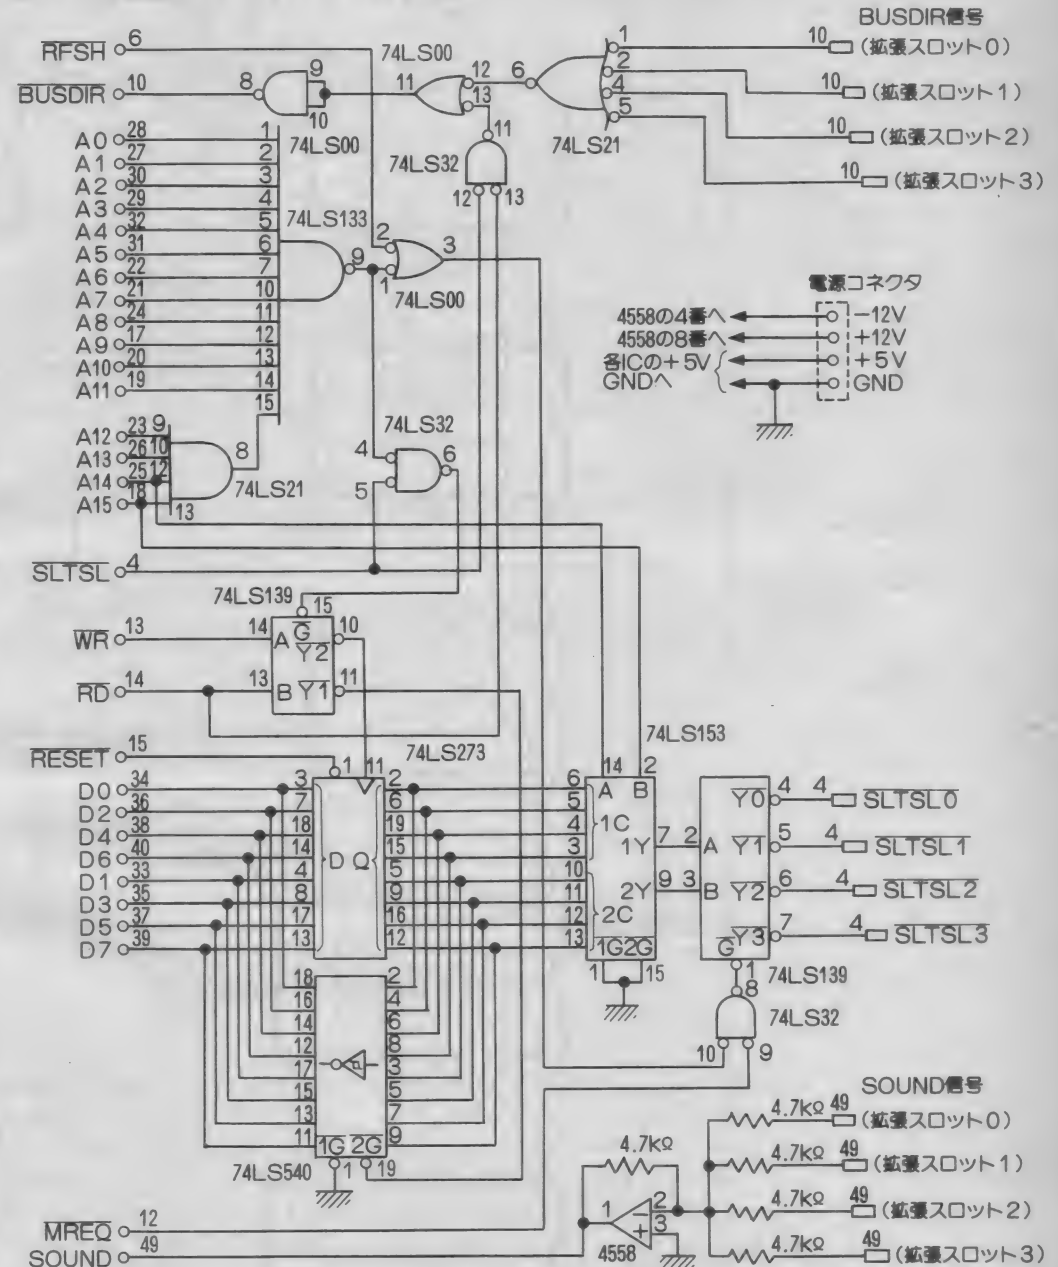 RFSH 6
BUSDIR 10
A0 28
A1 27
A2 30
A3 29
A4 32
A5 31
A6 22
A7 21
A8 24
A9 17
A10 20
A11 19
A12 23
A13 26
A14 25
A15 18
SLTSL 4
WR 13
RD 14
RESET 15
D0 34
D2 36
D4 38
D6 40
D1 33
D3 35
D5 37
D7 39
MREQ 12
SOUND 49
8 9 10
74LS00
1
2
3
4
5
6
7
10
11
12
13
14
15
74LS133
9
9
10
12
13
8
74LS21
74LS00
11 12 13
6
1
2
4
5
74LS21
74LS32
11
12 13
2
1
3
74LS00
74LS32
4
5
6
BUSDIR信号
10 (拡張スロット0)
10 (拡張スロット1)
10 (拡張スロット2)
10 (拡張スロット3)
電源コネクタ
4558の4番へ −12V
4558の8番へ +12V
各ICの+5V +5V
GNDへ GND
74LS139
15
14 A G Y2 10
13 B Y1 11
74LS273
1 11
3 2
7 6
18 19
14 D Q 15
4 5
8 9
17 16
13 12
18 2
16 4
14 6
12 8
17 3
15 5
13 7
11 1G 2G 9
74LS540 1 19
74LS153
14 2
6 A B
5
4 1C
3 1Y 7
10
11 2Y 9
12 2C
13 1G 2G
1 15
Y0 4
2 A Y1 5
3 B Y2 6
G Y3 7
1
74LS139
8
74LS32
10 9
4 SLTSL0
4 SLTSL1
4 SLTSL2
4 SLTSL3
SOUND信号
4.7kΩ 49 (拡張スロット0)
4.7kΩ 49 (拡張スロット1)
4.7kΩ 49 (拡張スロット2)
4.7kΩ 49 (拡張スロット3)
4.7kΩ
1 − 2
+ 3
4558